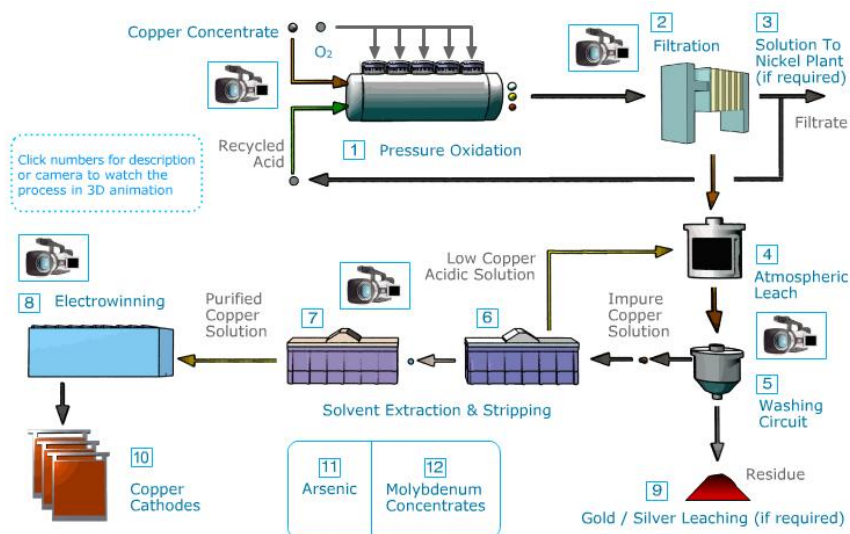 Copper Concentrate
O₂
2
Filtration
3
Solution To
Nickel Plant
(if required)
Filtrate
Recycled
Acid
1 Pressure Oxidation
Click numbers for description
or camera to watch the
process in 3D animation
4
Atmospheric
Leach
Low Copper
Acidic Solution
8 Electrowinning
Purified
Copper
Solution
7
6
Impure
Copper
Solution
5
Washing
Circuit
Solvent Extraction & Stripping
10
Copper
Cathodes
11
Arsenic
12
Molybdenum
Concentrates
Residue
9
Gold / Silver Leaching (if required)